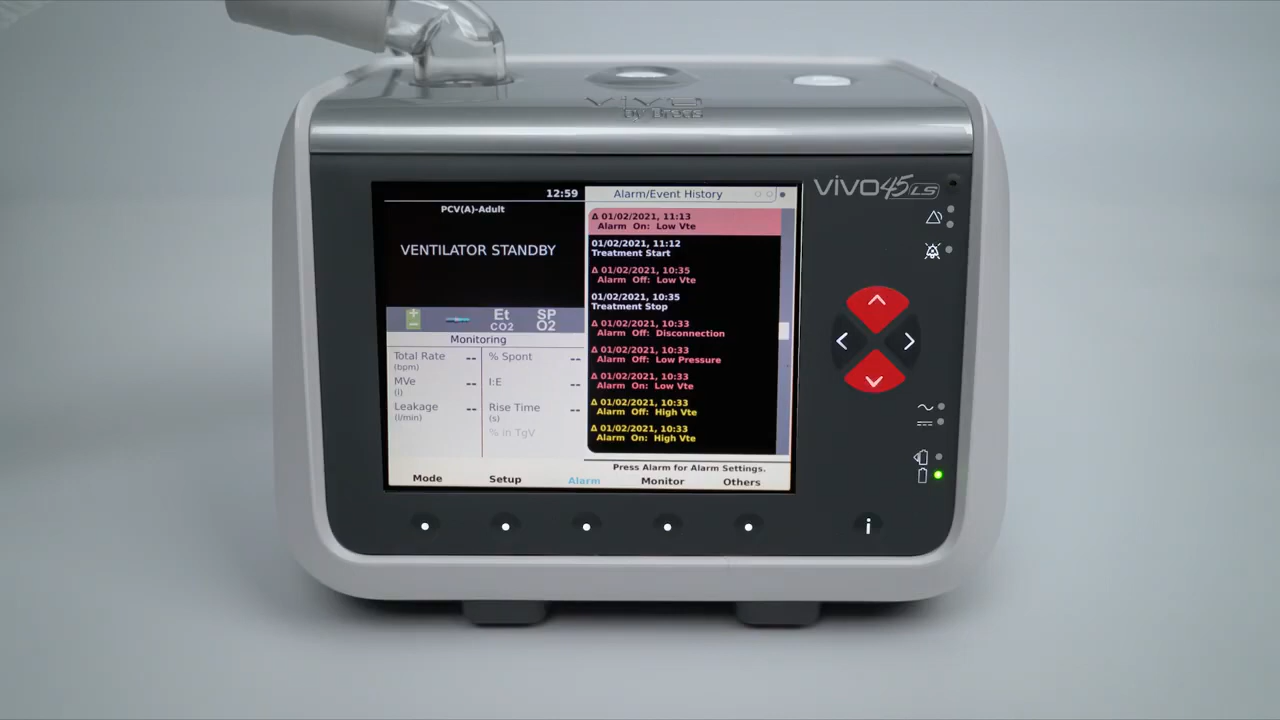 vivo
by Breas
VIVO45LS
12:59
PCV(A)-Adult
VENTILATOR STANDBY
Et
CO2
SP
O2
Monitoring
Total Rate --
(bpm)
MVe --
(l)
Leakage --
(l/min)
% Spont --
I:E --
Rise Time --
(s)
% in TgV
Alarm/Event History
Δ 01/02/2021, 11:13
Alarm On: Low Vte
01/02/2021, 11:12
Treatment Start
Δ 01/02/2021, 10:35
Alarm Off: Low Vte
01/02/2021, 10:35
Treatment Stop
Δ 01/02/2021, 10:33
Alarm Off: Disconnection
Δ 01/02/2021, 10:33
Alarm Off: Low Pressure
Δ 01/02/2021, 10:33
Alarm On: Low Vte
Δ 01/02/2021, 10:33
Alarm Off: High Vte
Δ 01/02/2021, 10:33
Alarm On: High Vte
Press Alarm for Alarm Settings.
Mode Setup Alarm Monitor Others
i